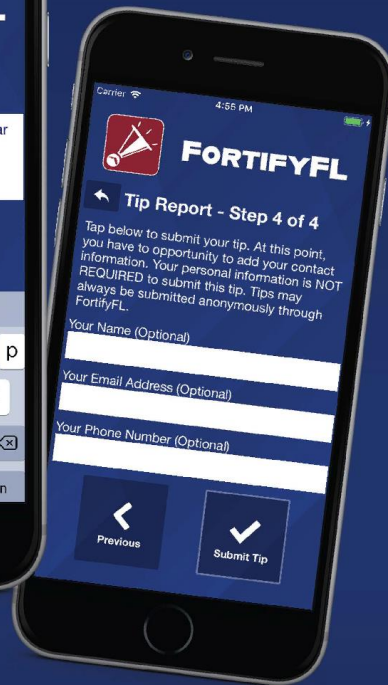 ar
p
n
Carrier
4:55 PM
FORTIFYFL
Tip Report - Step 4 of 4
Tap below to submit your tip. At this point,
you have to opportunity to add your contact
information. Your personal information is NOT
REQUIRED to submit this tip. Tips may
always be submitted anonymously through
FortifyFL.
Your Name (Optional)
Your Email Address (Optional)
Your Phone Number (Optional)
Previous
Submit Tip